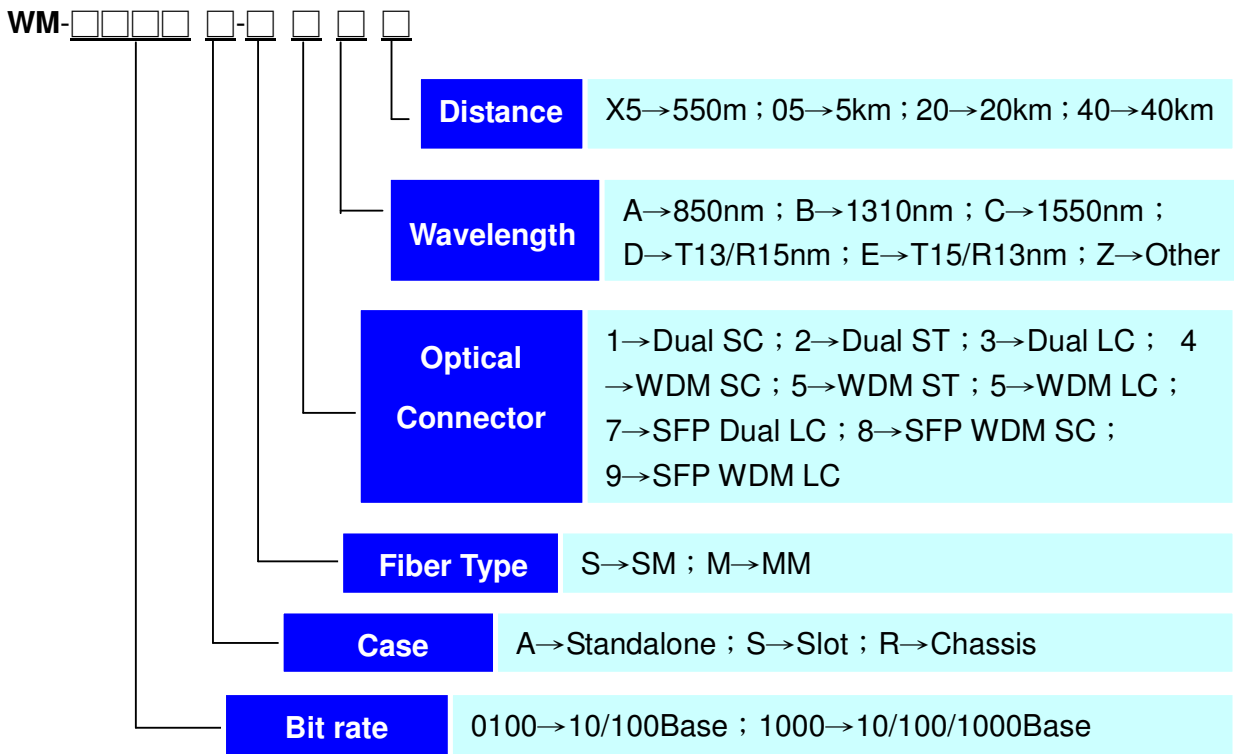 WM-□□□□ □-□ □ □ □
Distance
X5→550m；05→5km；20→20km；40→40km
Wavelength
A→850nm；B→1310nm；C→1550nm；
D→T13/R15nm；E→T15/R13nm；Z→Other
Optical
Connector
1→Dual SC；2→Dual ST；3→Dual LC； 4
→WDM SC；5→WDM ST；5→WDM LC；
7→SFP Dual LC；8→SFP WDM SC；
9→SFP WDM LC
Fiber Type
S→SM；M→MM
Case
A→Standalone；S→Slot；R→Chassis
Bit rate
0100→10/100Base；1000→10/100/1000Base